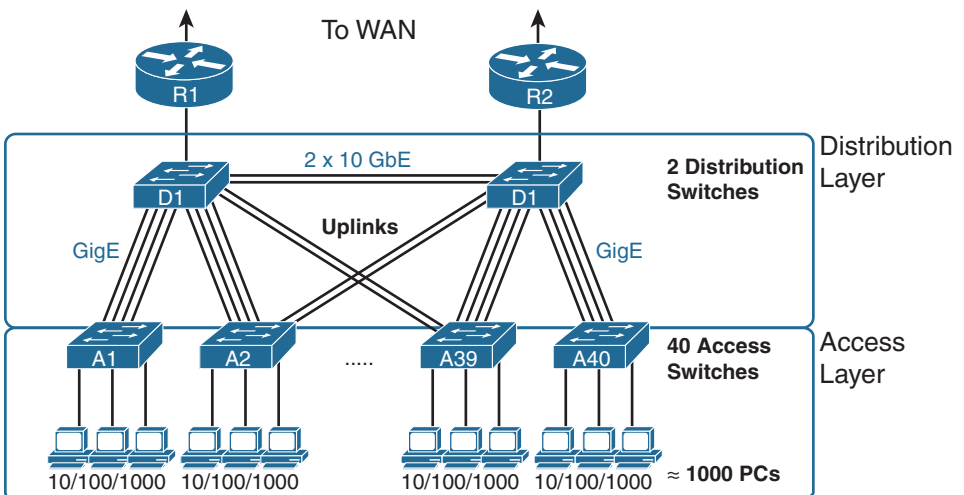 To WAN
R1
R2
Distribution
Layer
2 x 10 GbE
2 Distribution
Switches
D1
D1
Uplinks
GigE
GigE
A1
A2
.....
A39
A40
40 Access
Switches
Access
Layer
10/100/1000
10/100/1000
10/100/1000
10/100/1000
≈ 1000 PCs